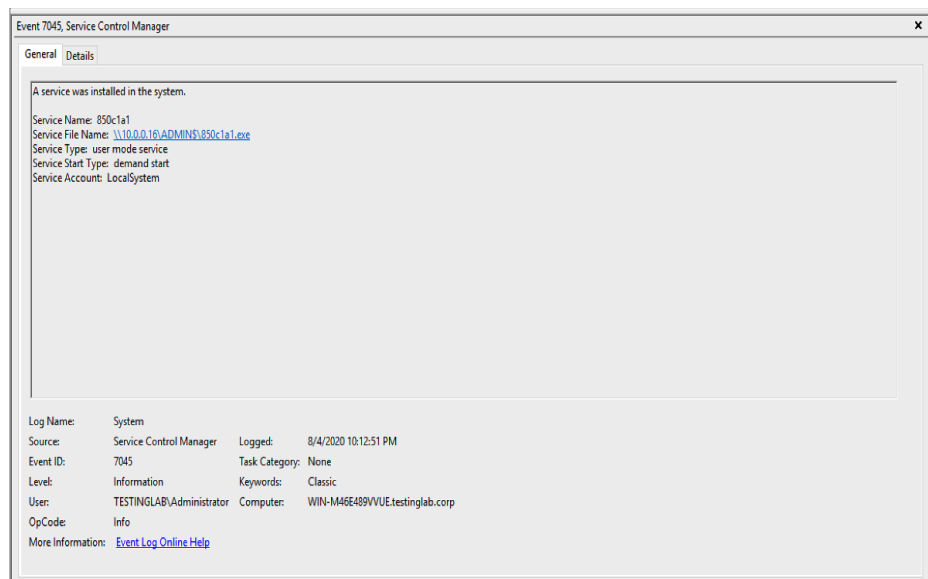 Event 7045, Service Control Manager
General Details
A service was installed in the system.
Service Name: 850c1a1
Service File Name: \\10.0.0.16\ADMIN$\850c1a1.exe
Service Type: user mode service
Service Start Type: demand start
Service Account: LocalSystem
Log Name: System
Source: Service Control Manager Logged: 8/4/2020 10:12:51 PM
Event ID: 7045 Task Category: None
Level: Information Keywords: Classic
User: TESTINGLAB\Administrator Computer: WIN-M46E489VVUE.testinglab.corp
OpCode: Info
More Information: Event Log Online Help